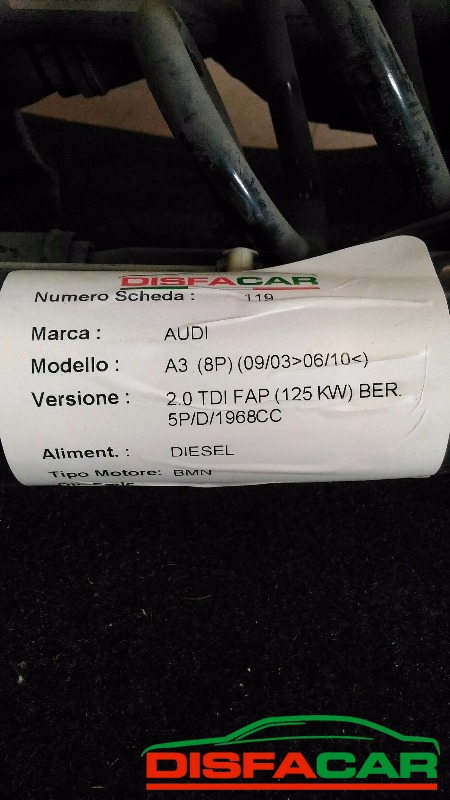 DISFACAR
Numero Scheda : 119
Marca : AUDI
Modello : A3 (8P) (09/03>06/10<)
Versione : 2.0 TDI FAP (125 KW) BER.
5P/D/1968CC
Aliment. : DIESEL
Tipo Motore: BMN
DISFACAR